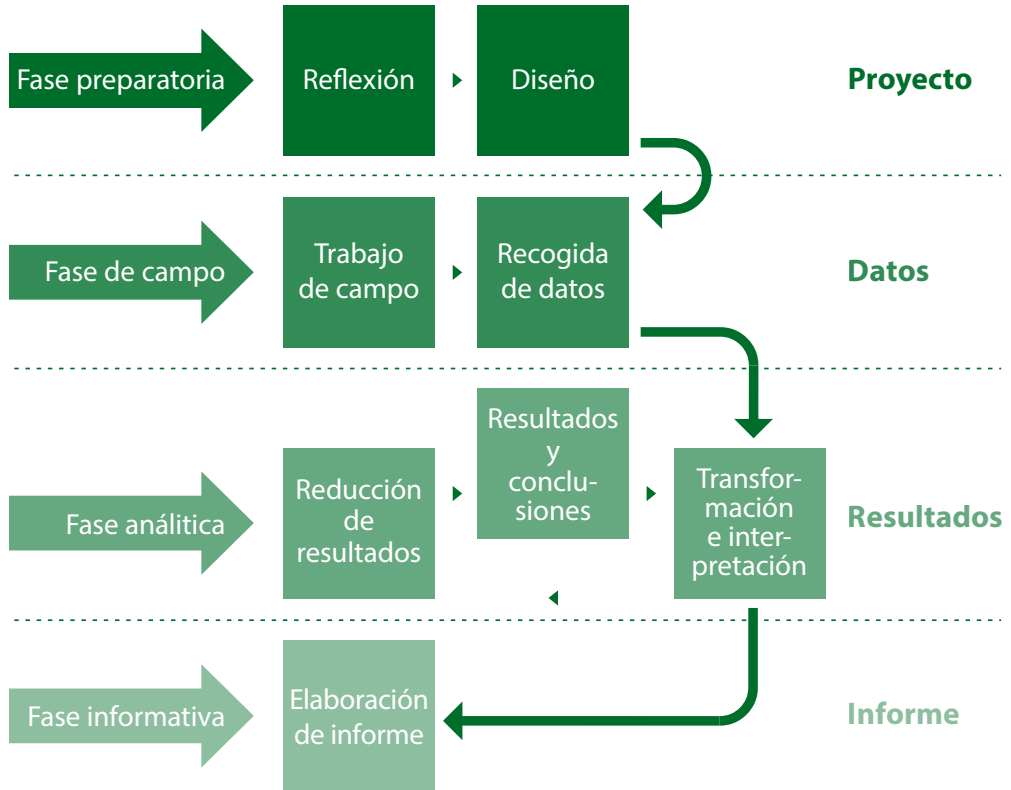 Fase preparatoria
Reflexión
Diseño
Proyecto
Fase de campo
Trabajo
de campo
Recogida
de datos
Datos
Fase análitica
Reducción
de
resultados
Resultados
y
conclu-
siones
Transfor-
mación
e inter-
pretación
Resultados
Fase informativa
Elaboración
de informe
Informe